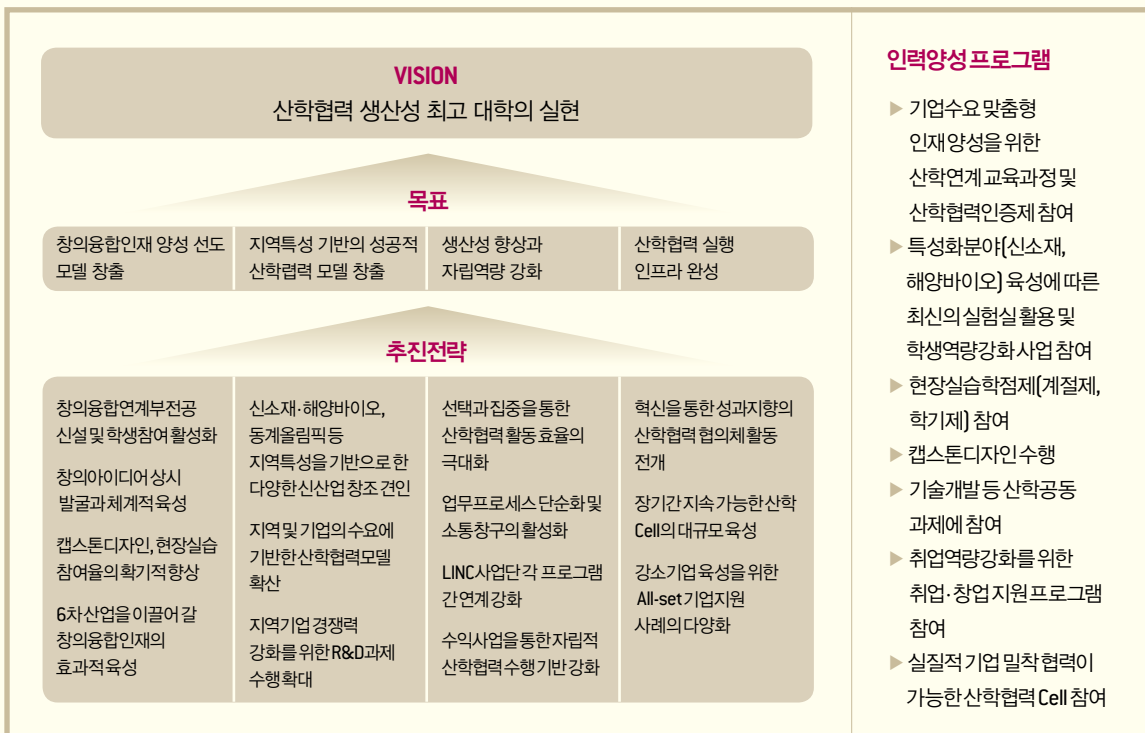 VISION
산학협력 생산성 최고 대학의 실현
목표
창의융합인재 양성 선도
모델 창출
지역특성 기반의 성공적
산학렵력 모델 창출
생산성 향상과
자립역량 강화
산학협력 실행
인프라 완성
추진전략
창의융합연계부전공
신설 및 학생참여 활성화
창의아이디어 상시
발굴과 체계적 육성
캡스톤디자인, 현장실습
참여율의 획기적 향상
6차 산업을 이끌어 갈
창의융합인재의
효과적 육성
신소재·해양바이오,
동계올림픽 등
지역특성을 기반으로 한
다양한 신산업 창조 견인
지역 및 기업의 수요에
기반한 산학협력모델
확산
지역기업 경쟁력
강화를 위한 R&D과제
수행 확대
선택과 집중을 통한
산학협력 활동 효율의
극대화
업무프로세스 단순화 및
소통창구의 활성화
LINC사업단 각 프로그램
간 연계 강화
수익사업을 통한 자립적
산학협력 수행 기반 강화
혁신을 통한 성과지향의
산학협력 협의체 활동
전개
장기간 지속 가능한 산학
Cell의 대규모 육성
강소기업 육성을 위한
All-set 기업지원
사례의 다양화
인력양성 프로그램
▶ 기업수요 맞춤형
인재 양성을 위한
산학연계 교육과정 및
산학협력인증제 참여
▶ 특성화분야(신소재,
해양바이오) 육성에 따른
최신의 실험실 활용 및
학생역량강화 사업 참여
▶ 현장실습학점제(계절제,
학기제) 참여
▶ 캡스톤디자인 수행
▶ 기술개발 등 산학공동
과제에 참여
▶ 취업역량강화를 위한
취업·창업 지원 프로그램
참여
▶ 실질적 기업 밀착 협력이
가능한 산학협력 Cell 참여